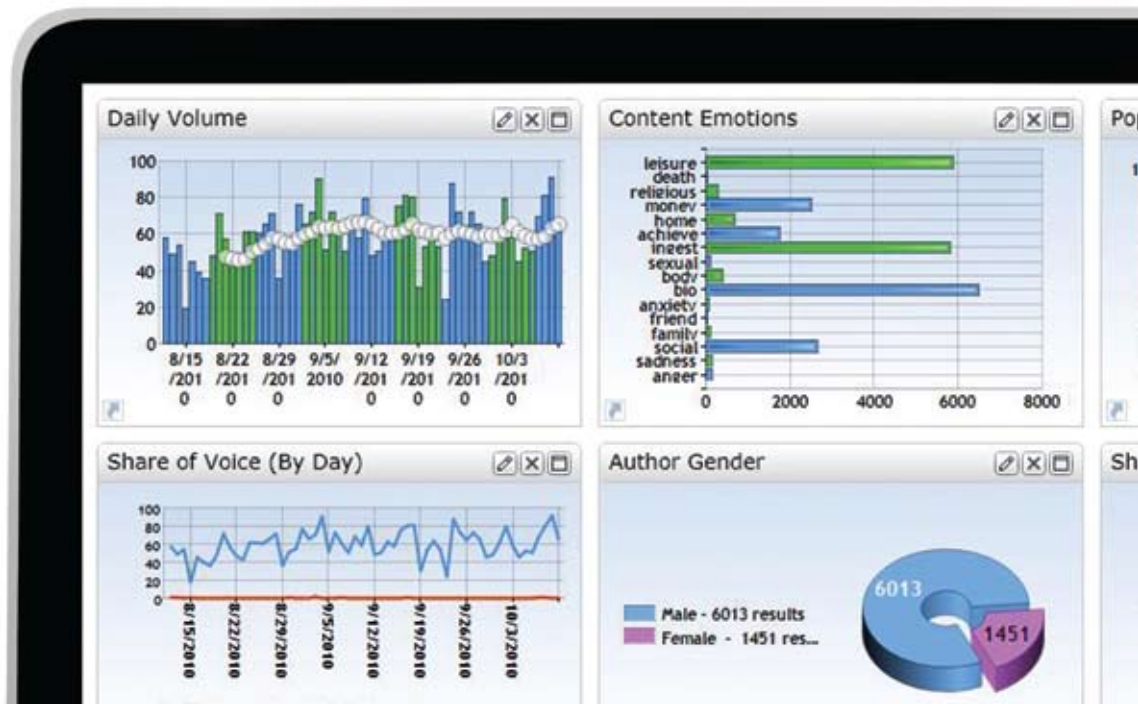 Daily Volume
100
80
60
40
20
0
8/15
/201
0
8/22
/201
0
8/29
/201
0
9/5/
2010
9/12
/201
0
9/19
/201
0
9/26
/201
0
10/3
/201
0
Content Emotions
leisure
death
religious
money
home
achieve
ingest
sexual
body
bio
anxiety
friend
family
social
sadness
anger
0 2000 4000 6000 8000
Po
1
Share of Voice (By Day)
100
80
60
40
20
0
8/15/2010
8/22/2010
8/29/2010
9/5/2010
9/12/2010
9/19/2010
9/26/2010
10/3/2010
Author Gender
6013
1451
Male - 6013 results
Female - 1451 res...
Sh